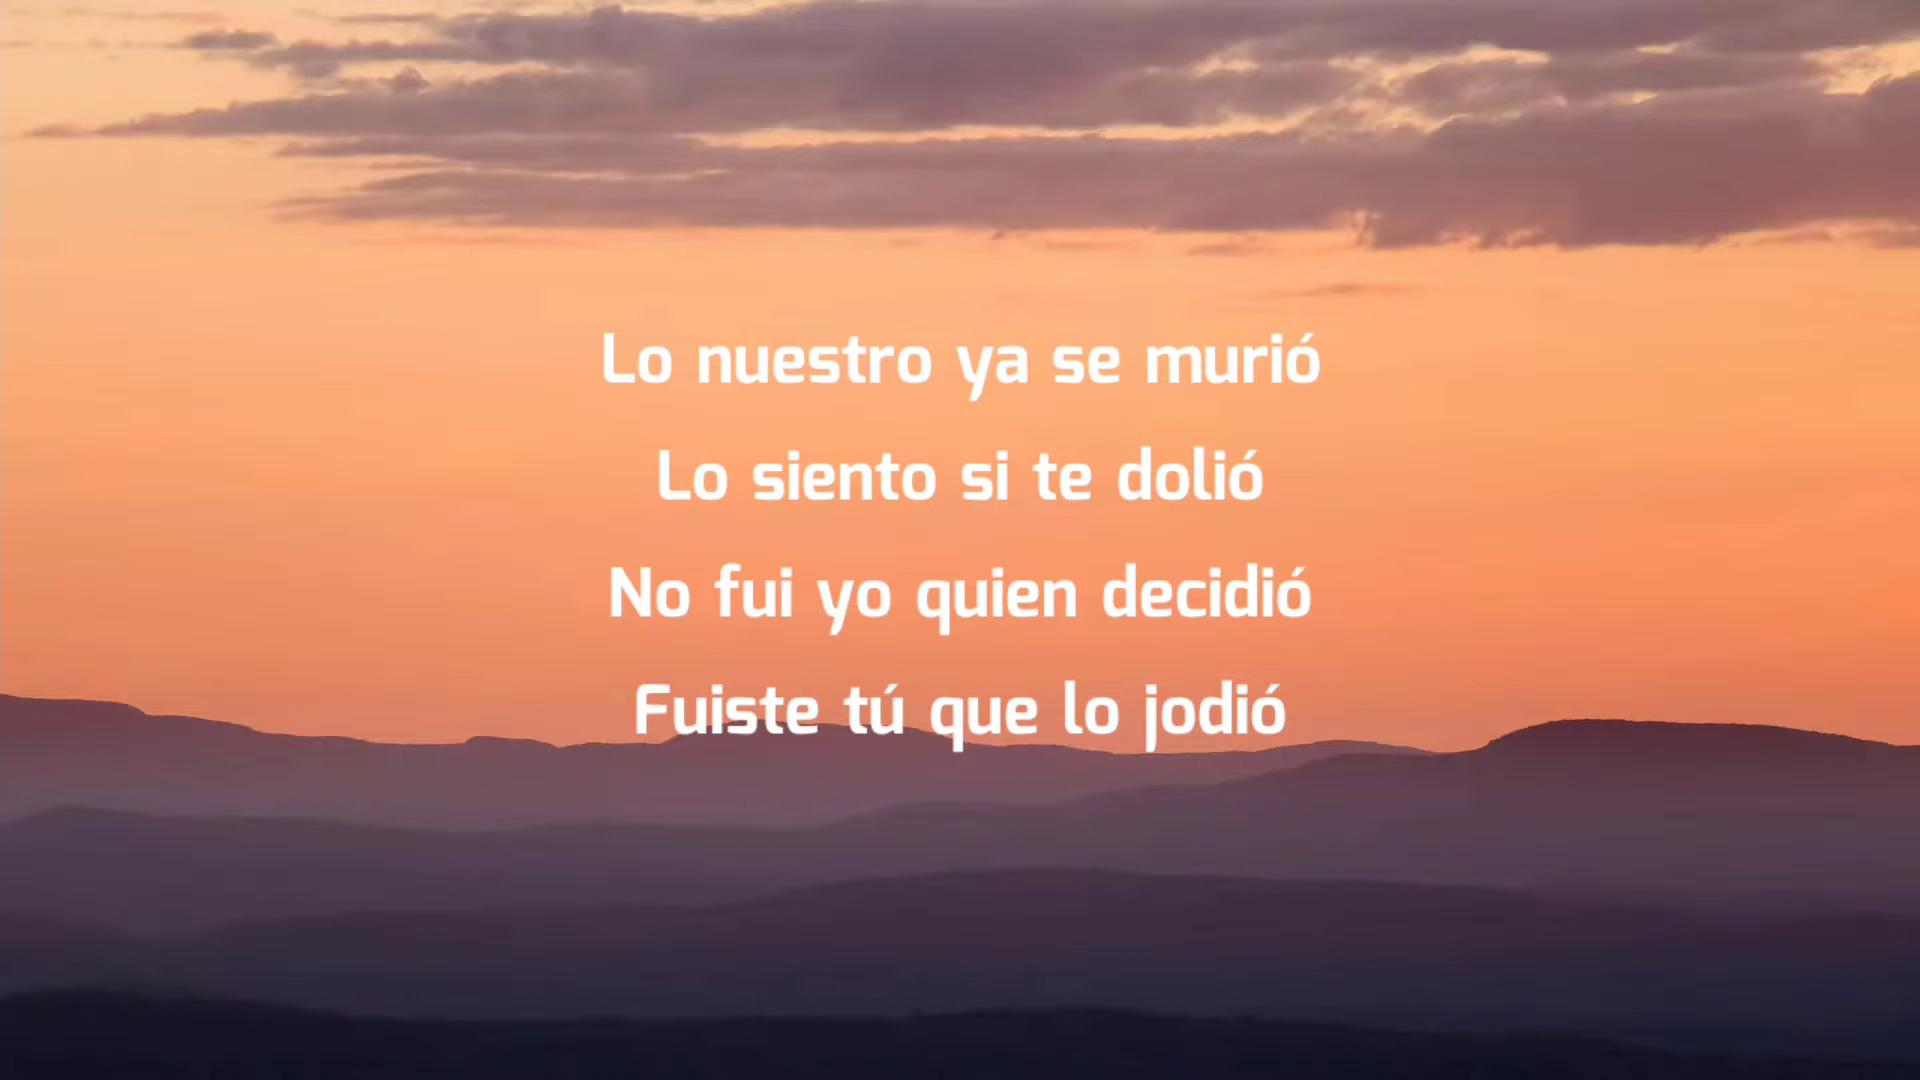 Lo nuestro ya se murió
Lo siento si te dolió
No fui yo quien decidió
Fuiste tú que lo jodió